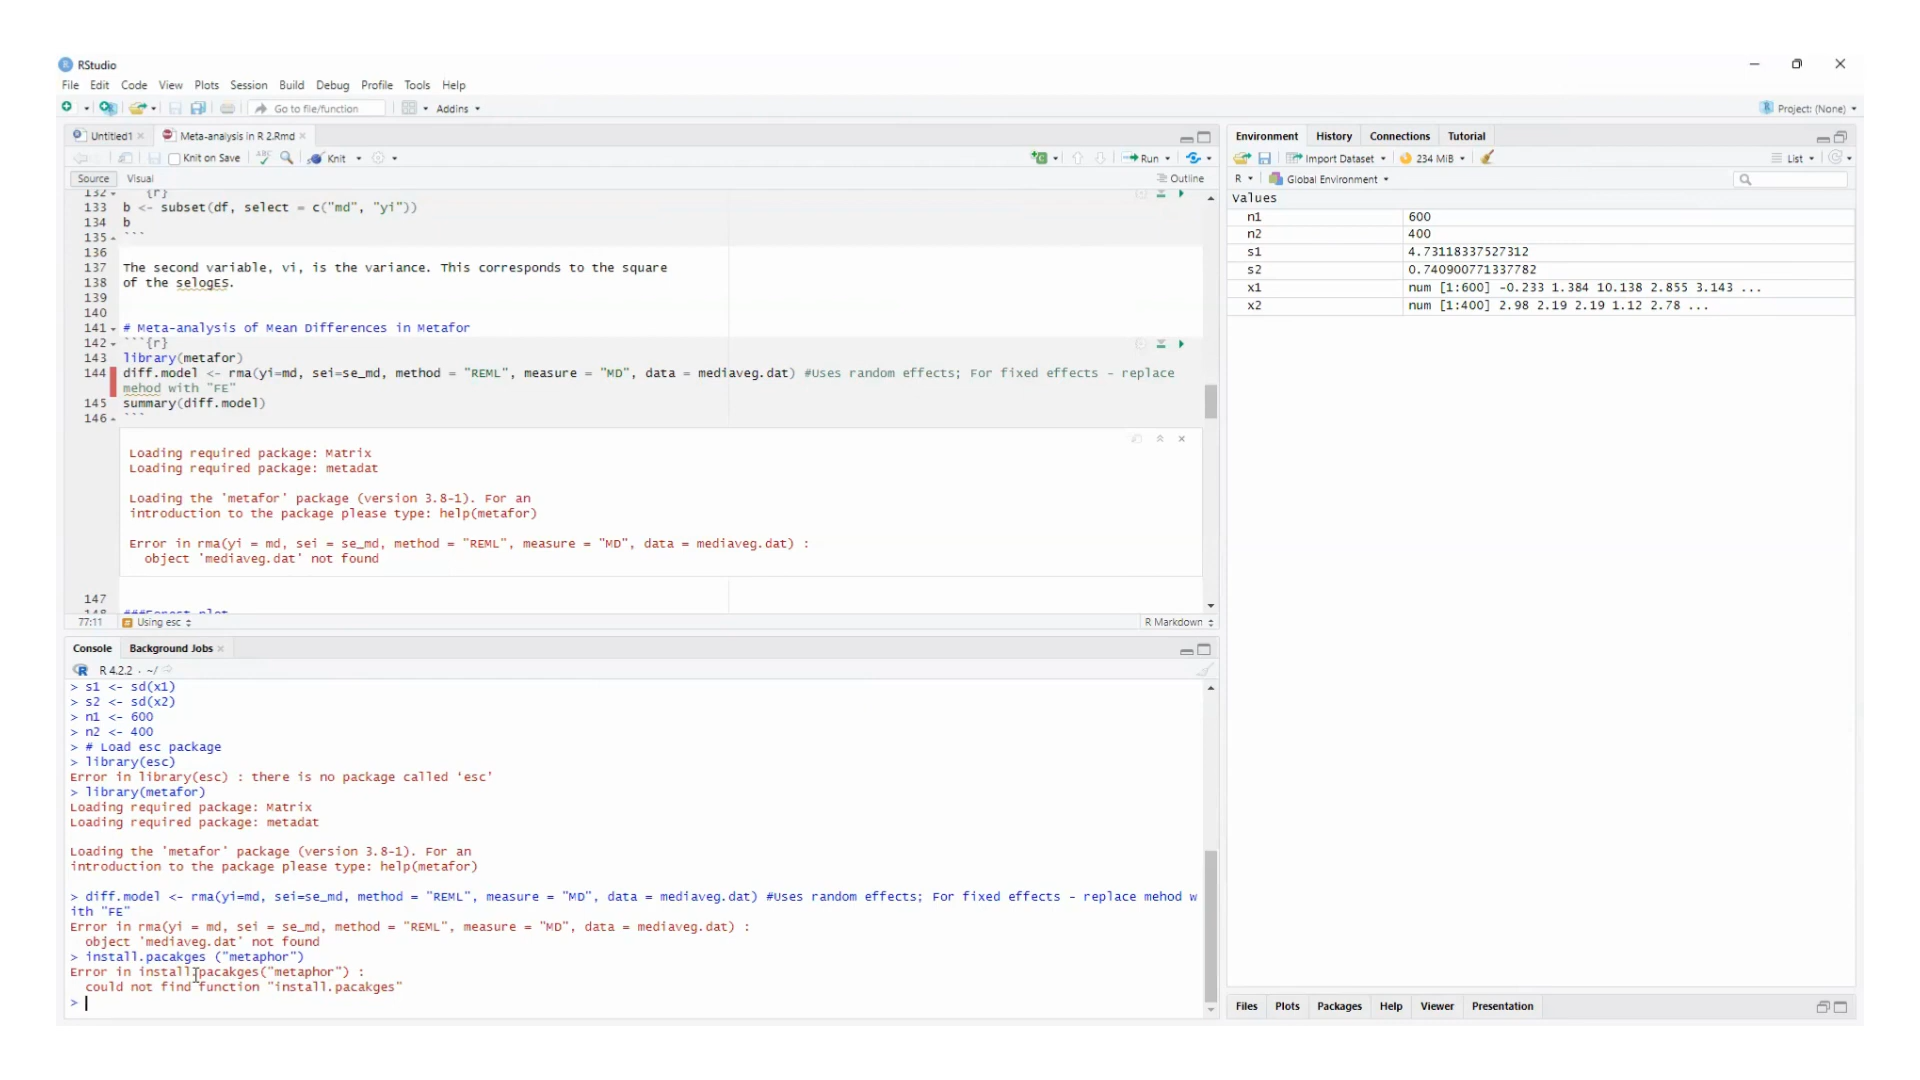 RStudio
File Edit Code View Plots Session Build Debug Profile Tools Help
Go to file/function Addins Project: (None)
Untitled1 Meta-analysis in R 2.Rmd
Knit on Save ABC Knit Run
Source Visual Outline
132 ```{r}
133 b <- subset(df, select = c("md", "yi"))
134 b
135 ```
136
137 The second variable, vi, is the variance. This corresponds to the square
138 of the selogES.
139
140
141 # Meta-analysis of Mean Differences in Metafor
142 ```{r}
143 library(metafor)
144 diff.model <- rma(yi=md, sei=se_md, method = "REML", measure = "MD", data = mediaveg.dat) #Uses random effects; For fixed effects - replace
mehod with "FE"
145 summary(diff.model)
146 ```
Loading required package: Matrix
Loading required package: metadat
Loading the 'metafor' package (version 3.8-1). For an
introduction to the package please type: help(metafor)
Error in rma(yi = md, sei = se_md, method = "REML", measure = "MD", data = mediaveg.dat) :
object 'mediaveg.dat' not found
147
148 ###Forest plot
77:11 # Using esc R Markdown
Console Background Jobs
R 4.2.2 · ~/
> s1 <- sd(x1)
> s2 <- sd(x2)
> n1 <- 600
> n2 <- 400
> # Load esc package
> library(esc)
Error in library(esc) : there is no package called 'esc'
> library(metafor)
Loading required package: Matrix
Loading required package: metadat
Loading the 'metafor' package (version 3.8-1). For an
introduction to the package please type: help(metafor)
> diff.model <- rma(yi=md, sei=se_md, method = "REML", measure = "MD", data = mediaveg.dat) #Uses random effects; For fixed effects - replace mehod w
ith "FE"
Error in rma(yi = md, sei = se_md, method = "REML", measure = "MD", data = mediaveg.dat) :
object 'mediaveg.dat' not found
> install.pacakges ("metaphor")
Error in install.pacakges("metaphor") :
could not find function "install.pacakges"
>
Environment History Connections Tutorial
Import Dataset 234 MiB List
R Global Environment
Values
n1 600
n2 400
s1 4.73118337527312
s2 0.740900771337782
x1 num [1:600] -0.233 1.384 10.138 2.855 3.143 ...
x2 num [1:400] 2.98 2.19 2.19 1.12 2.78 ...
Files Plots Packages Help Viewer Presentation